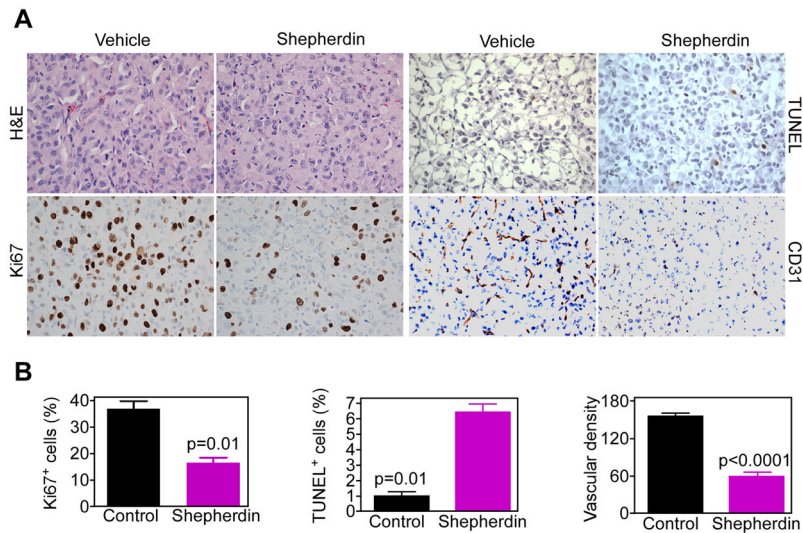 A
Vehicle Shepherdin Vehicle Shepherdin
H&E
TUNEL
Ki67
CD31
B
Ki67+ cells (%)
40
30
20
10
0
p=0.01
Control Shepherdin
TUNEL+ cells (%)
7
6
5
4
3
2
1
0
p=0.01
Control Shepherdin
Vascular density
180
120
60
0
p<0.0001
Control Shepherdin